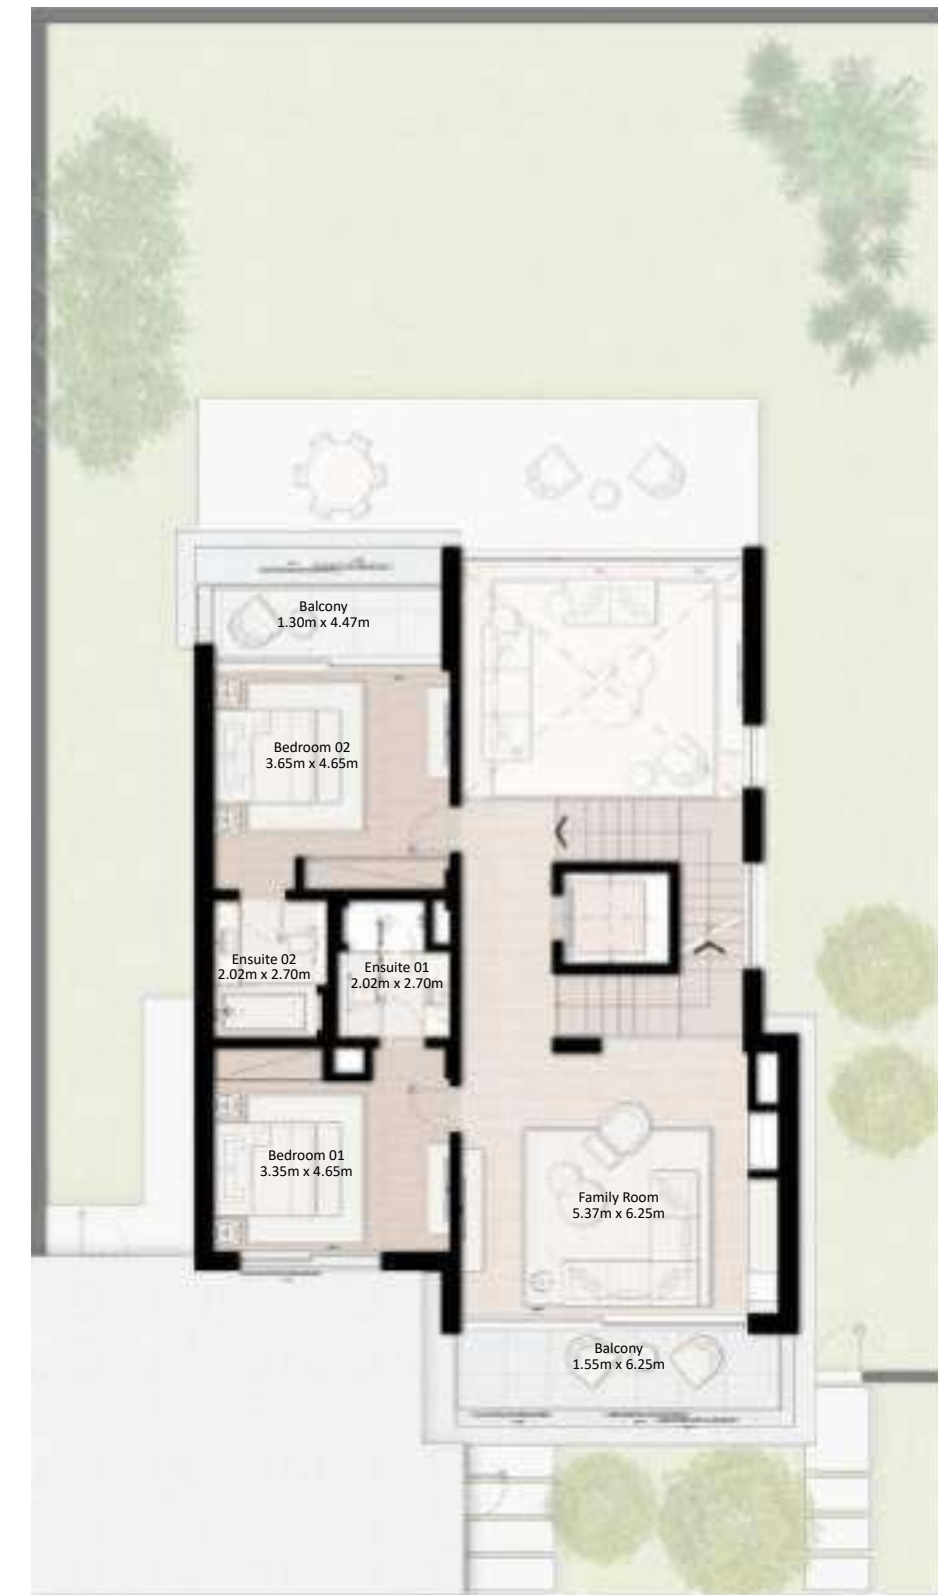 Balcony
1.30m x 4.47m
Bedroom 02
3.65m x 4.65m
Ensuite 02
2.02m x 2.70m
Ensuite 01
2.02m x 2.70m
Bedroom 01
3.35m x 4.65m
Family Room
5.37m x 6.25m
Balcony
1.55m x 6.25m